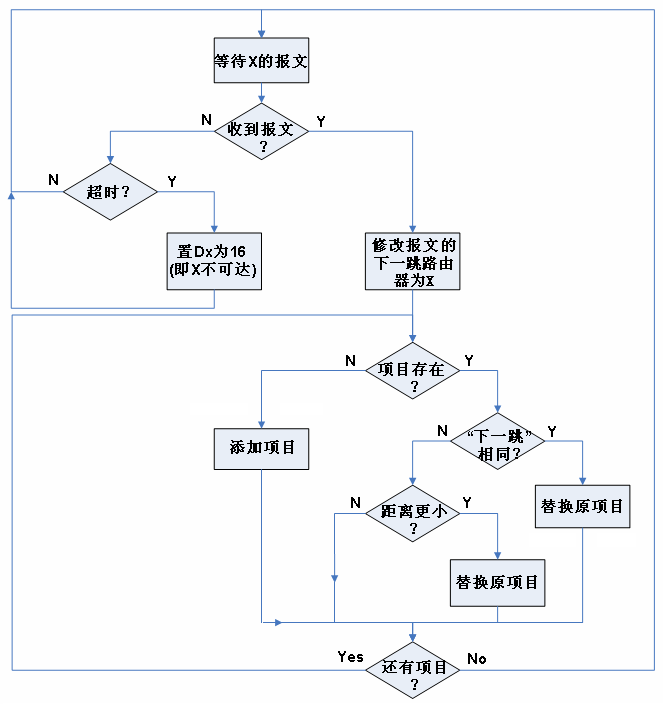 等待X的报文
N
收到报文
?
Y
N
超时？
Y
置Dx为16
(即X不可达)
修改报文的
下一跳路由
器为X
N
项目存在
?
Y
添加项目
N
“下一跳”
相同？
Y
N
距离更小
?
Y
替换原项目
替换原项目
Yes
还有项目
?
No